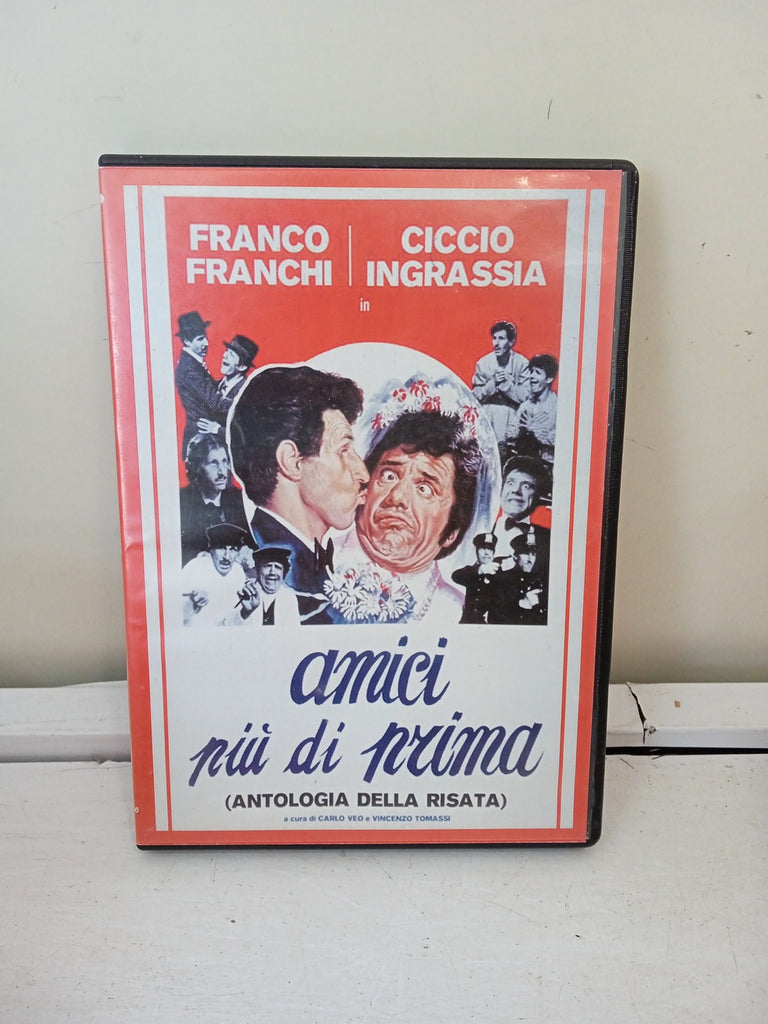 FRANCO CICCIO
FRANCHI INGRASSIA
in
amici
più di prima
(ANTOLOGIA DELLA RISATA)
a cura di CARLO VEO e VINCENZO TOMASSI